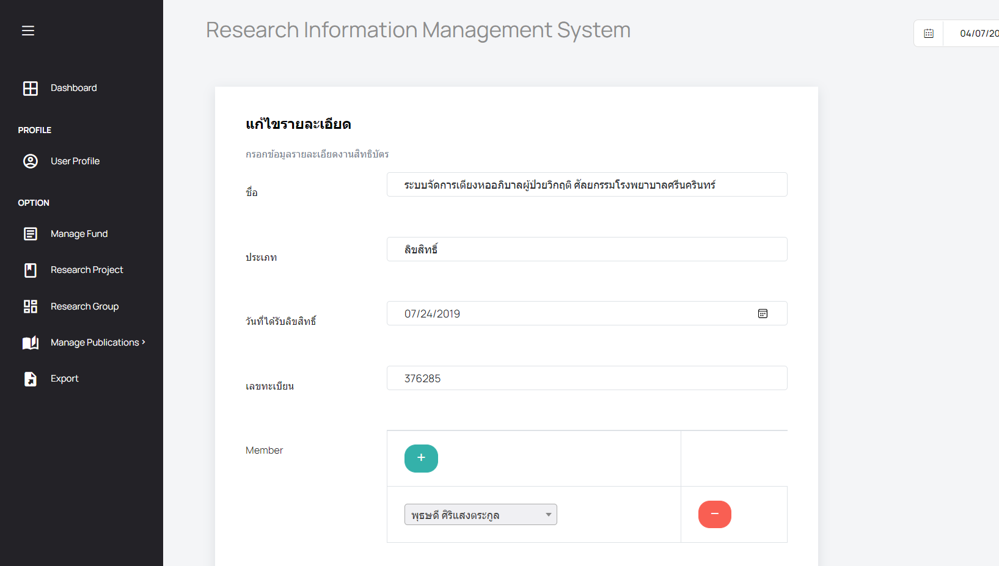 Research Information Management System
04/07/20
Dashboard
PROFILE
User Profile
OPTION
Manage Fund
Research Project
Research Group
Manage Publications
Export
แก้ไขรายละเอียด
กรอกข้อมูลรายละเอียดงานสิทธิบัตร
ชื่อ
ระบบจัดการเตียงหออภิบาลผู้ป่วยวิกฤติ ศัลยกรรมโรงพยาบาลศรีนครินทร์
ประเภท
ลิขสิทธิ์
วันที่ได้รับลิขสิทธิ์
07/24/2019
เลขทะเบียน
376285
Member
+
พุธษดี ศิริแสงตระกูล
−